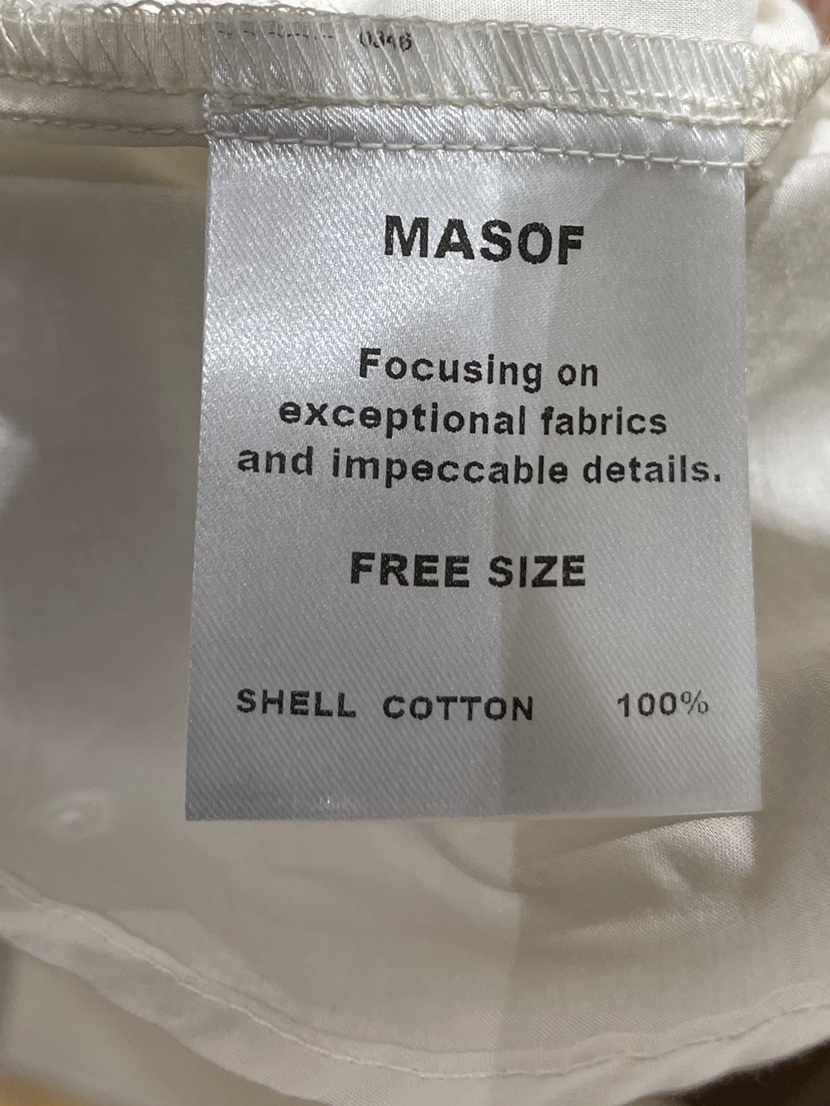 MASOF
Focusing on
exceptional fabrics
and impeccable details.
FREE SIZE
SHELL COTTON 100%